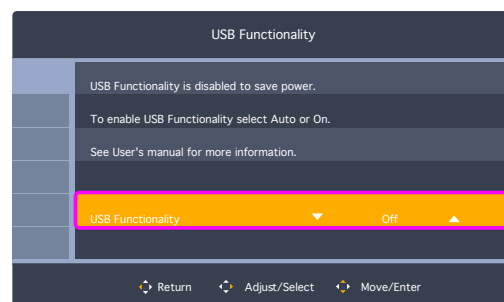 USB Functionality
USB Functionality is disabled to save power.
To enable USB Functionality select Auto or On.
See User's manual for more information.
USB Functionality Off
Return Adjust/Select Move/Enter